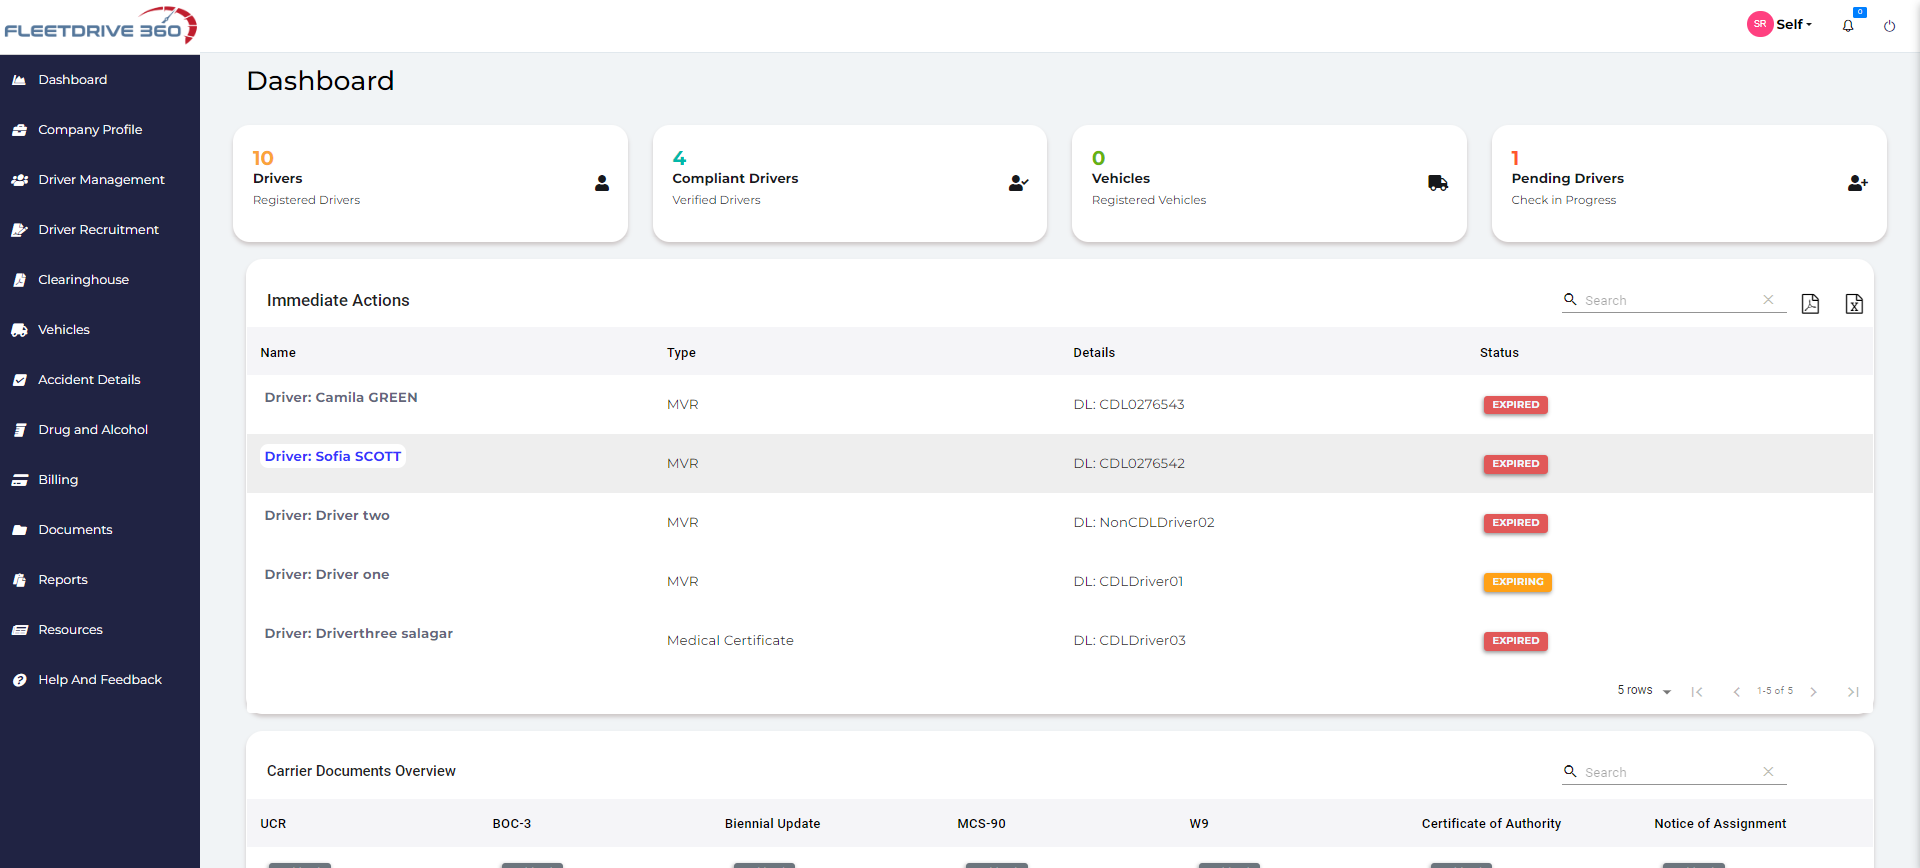 FLEETDRIVE 360
SR Self
0
Dashboard
Company Profile
Driver Management
Driver Recruitment
Clearinghouse
Vehicles
Accident Details
Drug and Alcohol
Billing
Documents
Reports
Resources
Help And Feedback
Dashboard
10
Drivers
Registered Drivers
4
Compliant Drivers
Verified Drivers
0
Vehicles
Registered Vehicles
1
Pending Drivers
Check in Progress
Immediate Actions
Search
Name Type Details Status
Driver: Camila GREEN MVR DL: CDL0276543 EXPIRED
Driver: Sofia SCOTT MVR DL: CDL0276542 EXPIRED
Driver: Driver two MVR DL: NonCDLDriver02 EXPIRED
Driver: Driver one MVR DL: CDLDriver01 EXPIRING
Driver: Driverthree salagar Medical Certificate DL: CDLDriver03 EXPIRED
5 rows 1-5 of 5
Carrier Documents Overview
Search
UCR BOC-3 Biennial Update MCS-90 W9 Certificate of Authority Notice of Assignment